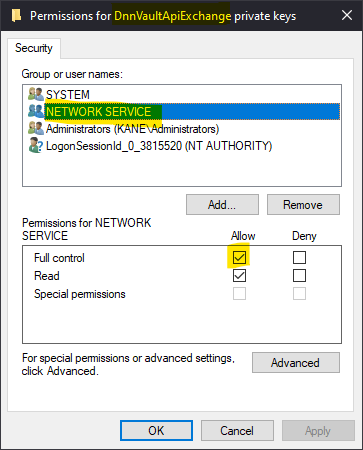 Permissions for DnnVaultApiExchange private keys
Security
Group or user names:
SYSTEM
NETWORK SERVICE
Administrators (KANE\Administrators)
LogonSessionId_0_3815520 (NT AUTHORITY)
Add...
Remove
Permissions for NETWORK
SERVICE
Allow
Deny
Full control
Read
Special permissions
For special permissions or advanced settings,
click Advanced.
Advanced
OK
Cancel
Apply